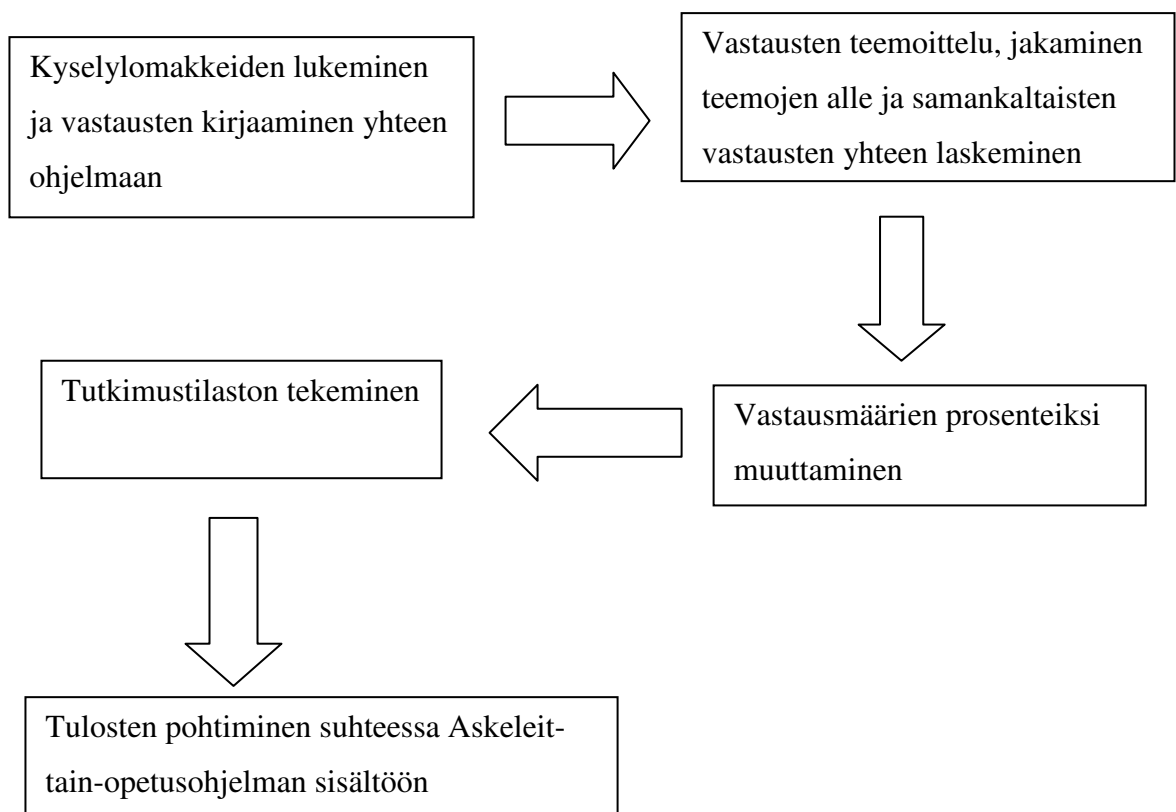 Kyselylomakkeiden lukeminen
ja vastausten kirjaaminen yhteen
ohjelmaan
Vastausten teemoittelu, jakaminen
teemojen alle ja samankaltaisten
vastausten yhteen laskeminen
Vastausmäärien prosenteiksi
muuttaminen
Tutkimustilaston tekeminen
Tulosten pohtiminen suhteessa Askeleit-
tain-opetusohjelman sisältöön